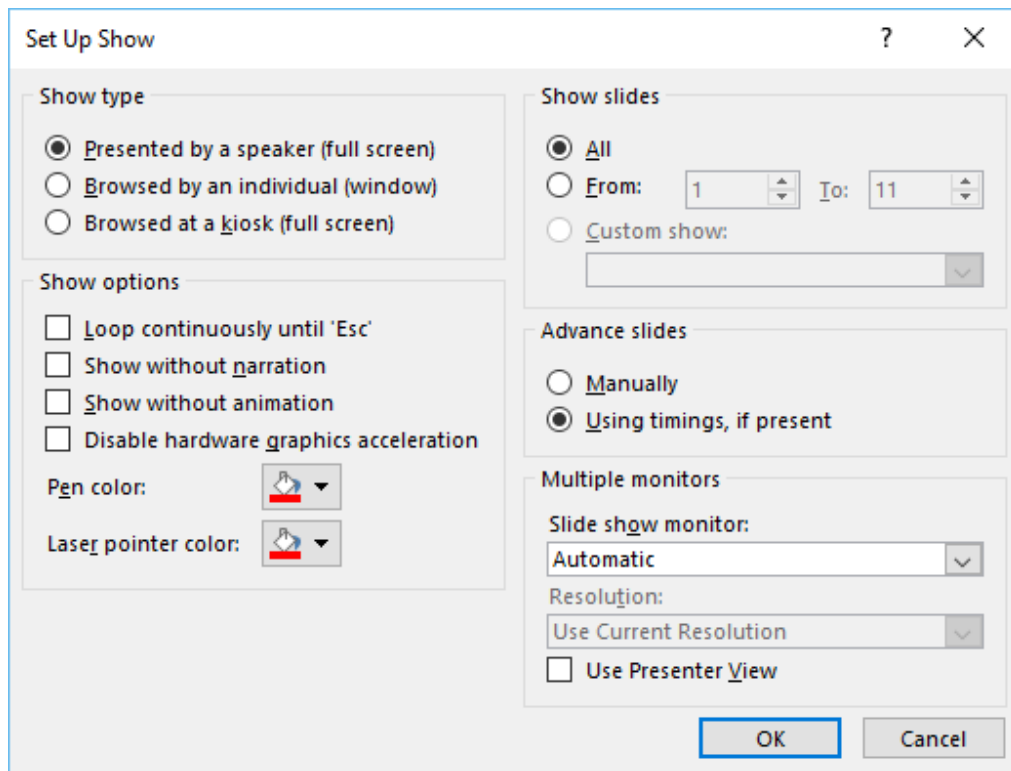 Set Up Show
?
Show type
Presented by a speaker (full screen)
Browsed by an individual (window)
Browsed at a kiosk (full screen)
Show options
Loop continuously until 'Esc'
Show without narration
Show without animation
Disable hardware graphics acceleration
Pen color:
Laser pointer color:
Show slides
All
From: 1 To: 11
Custom show:
Advance slides
Manually
Using timings, if present
Multiple monitors
Slide show monitor:
Automatic
Resolution:
Use Current Resolution
Use Presenter View
OK Cancel